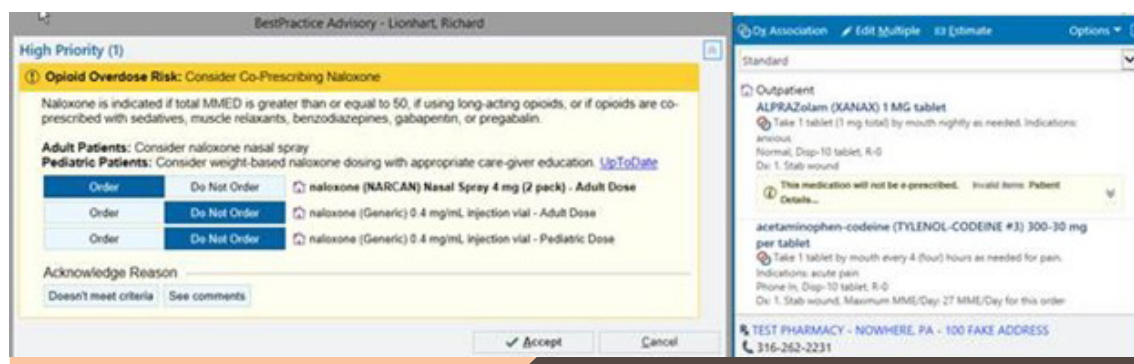 BestPractice Advisory - Lionhart, Richard
High Priority (1)
Opioid Overdose Risk: Consider Co-Prescribing Naloxone
Naloxone is indicated if total MMED is greater than or equal to 50, if using long-acting opioids, or if opioids are co-
prescribed with sedatives, muscle relaxants, benzodiazepines, gabapentin, or pregabalin.
Adult Patients: Consider naloxone nasal spray
Pediatric Patients: Consider weight-based naloxone dosing with appropriate care-giver education. UpToDate
Order Do Not Order naloxone (NARCAN) Nasal Spray 4 mg (2 pack) - Adult Dose
Order Do Not Order naloxone (Generic) 0.4 mg/mL injection vial - Adult Dose
Order Do Not Order naloxone (Generic) 0.4 mg/mL injection vial - Pediatric Dose
Acknowledge Reason
Doesn't meet criteria See comments
Accept Cancel
Dx Association Edit Multiple Estimate Options
Standard
Outpatient
ALPRAZolam (XANAX) 1 MG tablet
Take 1 tablet (1 mg total) by mouth nightly as needed. Indications:
anxious
Normal, Disp-10 tablet, R-0
Dx: 1. Stab wound
This medication will not be e-prescribed. Invalid items: Patient
Details...
acetaminophen-codeine (TYLENOL-CODEINE #3) 300-30 mg
per tablet
Take 1 tablet by mouth every 4 (four) hours as needed for pain.
Indications: acute pain
Phone In, Disp-10 tablet, R-0
Dx: 1. Stab wound, Maximum MME/Day: 27 MME/Day for this order
TEST PHARMACY - NOWHERE, PA - 100 FAKE ADDRESS
316-262-2231